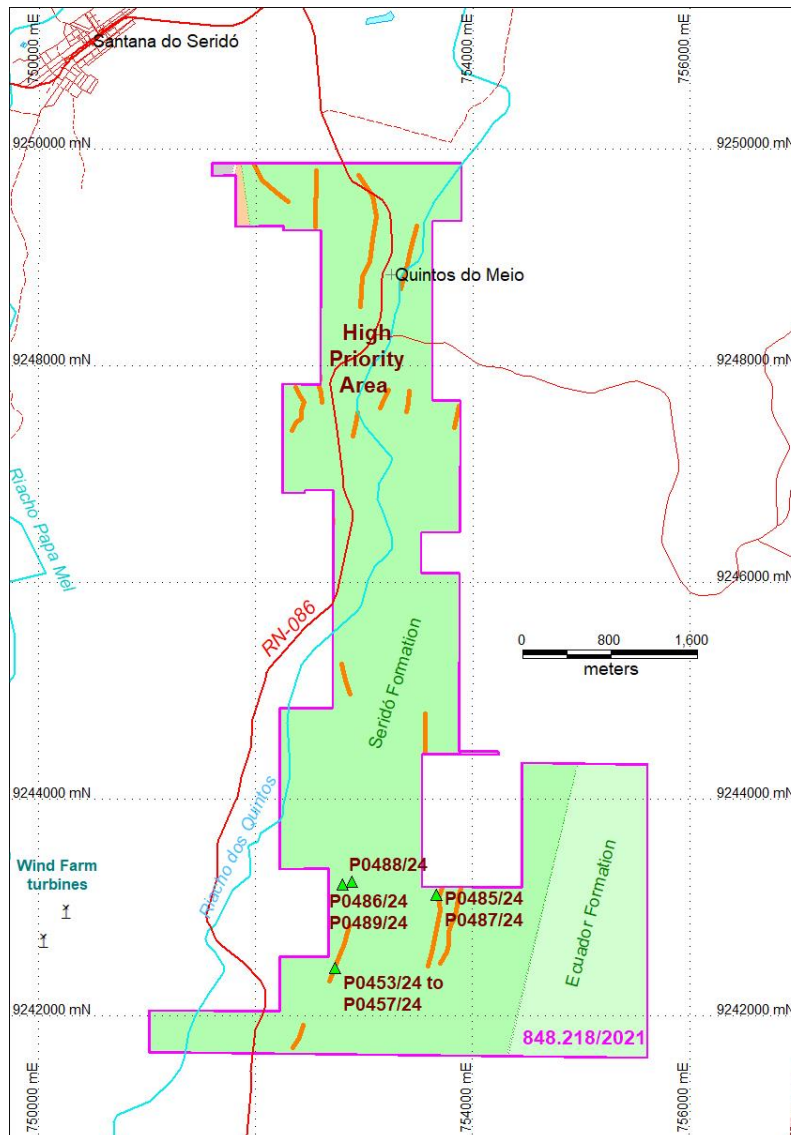 750000 mE
754000 mE
756000 mE
Santana do Seridó
9250000 mN
9250000 mN
Quintos do Meio
High
Priority
Area
9248000 mN
9248000 mN
Riacho Papa Mel
9246000 mN
9246000 mN
RN-086
Seridó Formation
0
800
1,600
meters
9244000 mN
9244000 mN
Riacho dos Quintos
Wind Farm
turbines
P0488/24
P0486/24
P0489/24
P0485/24
P0487/24
Ecuador Formation
P0453/24 to
P0457/24
9242000 mN
9242000 mN
848.218/2021
750000 mE
754000 mE
756000 mE